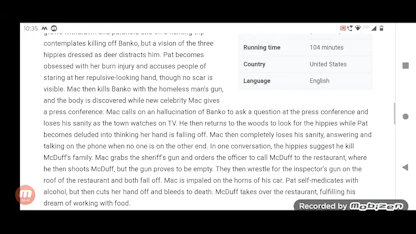 10:35
grows withdrawn and paranoid and on a hunting trip
contemplates killing off Banko, but a vision of the three
hippies dressed as deer distracts him. Pat becomes
obsessed with her burn injury and accuses people of
staring at her repulsive-looking hand, though no scar is
visible. Mac then kills Banko with the homeless man's gun,
and the body is discovered while new celebrity Mac gives
a press conference. Mac calls on an hallucination of Banko to ask a question at the press conference and
loses his sanity as the town watches on TV. He then returns to the woods to look for the hippies while Pat
becomes deluded into thinking her hand is falling off. Mac then completely loses his sanity, answering and
talking on the phone when no one is on the other end. In one conversation, the hippies suggest he kill
McDuff's family. Mac grabs the sheriff's gun and orders the officer to call McDuff to the restaurant, where
he then shoots McDuff, but the gun proves to be empty. They then wrestle for the inspector's gun on the
roof of the restaurant and both fall off. Mac is impaled on the horns of his car. Pat self-medicates with
alcohol, but then cuts her hand off and bleeds to death. McDuff takes over the restaurant, fulfilling his
dream of working with food.
Running time 104 minutes
Country United States
Language English
Recorded by Mobizen